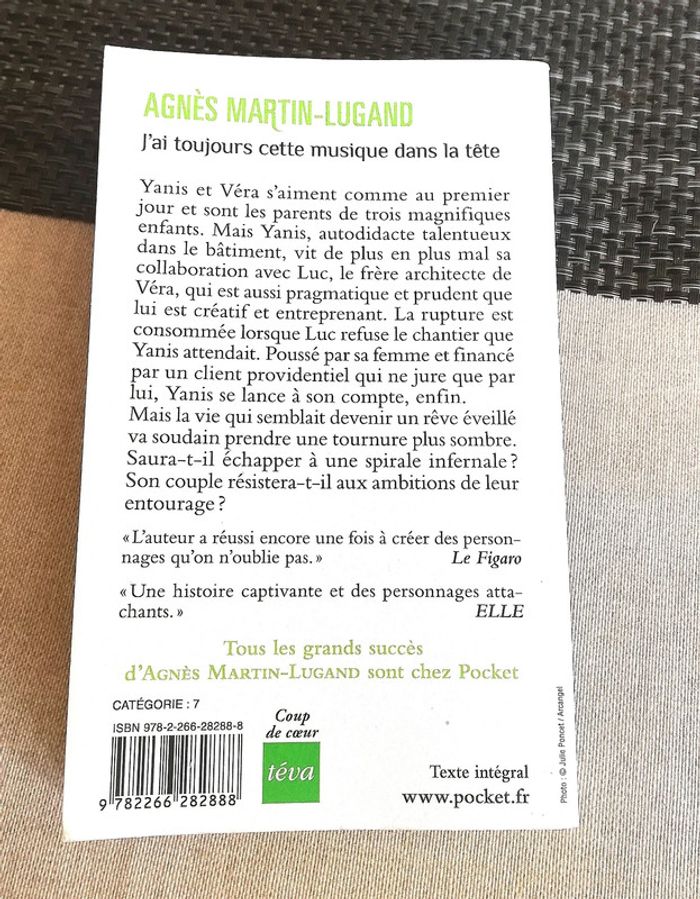 AGNÈS MARTIN-LUGAND
J'ai toujours cette musique dans la tête
Yanis et Véra s'aiment comme au premier
jour et sont les parents de trois magnifiques
enfants. Mais Yanis, autodidacte talentueux
dans le bâtiment, vit de plus en plus mal sa
collaboration avec Luc, le frère architecte de
Véra, qui est aussi pragmatique et prudent que
lui est créatif et entreprenant. La rupture est
consommée lorsque Luc refuse le chantier que
Yanis attendait. Poussé par sa femme et financé
par un client providentiel qui ne jure que par
lui, Yanis se lance à son compte, enfin.
Mais la vie qui semblait devenir un rêve éveillé
va soudain prendre une tournure plus sombre.
Saura-t-il échapper à une spirale infernale ?
Son couple résistera-t-il aux ambitions de leur
entourage ?
« L'auteur a réussi encore une fois à créer des person-
nages qu'on n'oublie pas. » Le Figaro
« Une histoire captivante et des personnages atta-
chants. » ELLE
Tous les grands succès
d'AGNÈS MARTIN-LUGAND sont chez Pocket
CATÉGORIE : 7
ISBN 978-2-266-28288-8
9 782266 282888
Coup
de cœur
téva
Texte intégral
www.pocket.fr
Photo : © Julie Poncet / Arcangel